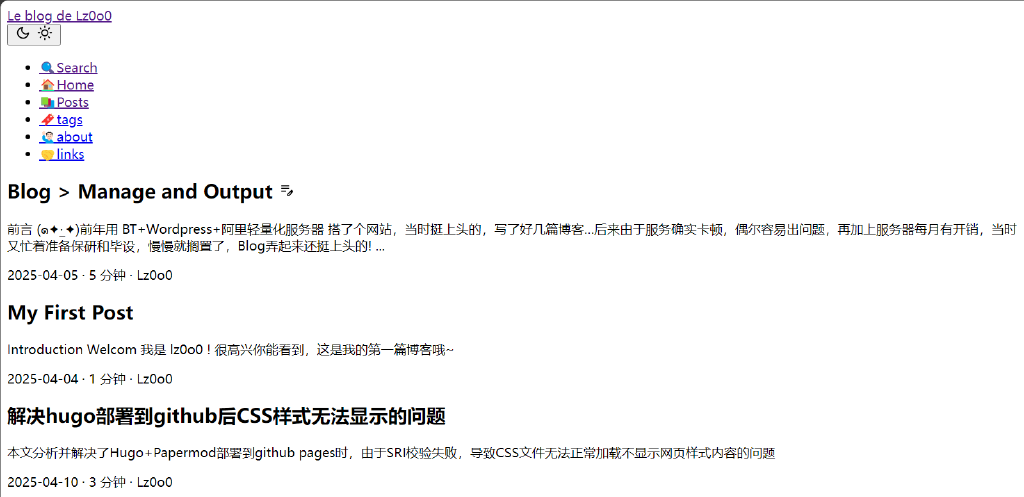 Le blog de Lz0o0
🔍Search
🏠Home
📚Posts
🔖tags
🙋🏻‍♂️about
🤝links
Blog > Manage and Output
前言 (๑✦ˑ̫✦)前年用 BT+Wordpress+阿里轻量化服务器 搭了个网站，当时挺上头的，写了好几篇博客...后来由于服务确实卡顿，偶尔容易出问题，再加上服务器每月有开销，当时
又忙着准备保研和毕设，慢慢就搁置了，Blog弄起来还挺上头的! ...
2025-04-05 · 5 分钟 · Lz0o0
My First Post
Introduction Welcom 我是 lz0o0 ! 很高兴你能看到，这是我的第一篇博客哦~
2025-04-04 · 1 分钟 · Lz0o0
解决hugo部署到github后CSS样式无法显示的问题
本文分析并解决了Hugo+Papermod部署到github pages时，由于SRI校验失败，导致CSS文件无法正常加载不显示网页样式内容的问题
2025-04-10 · 3 分钟 · Lz0o0